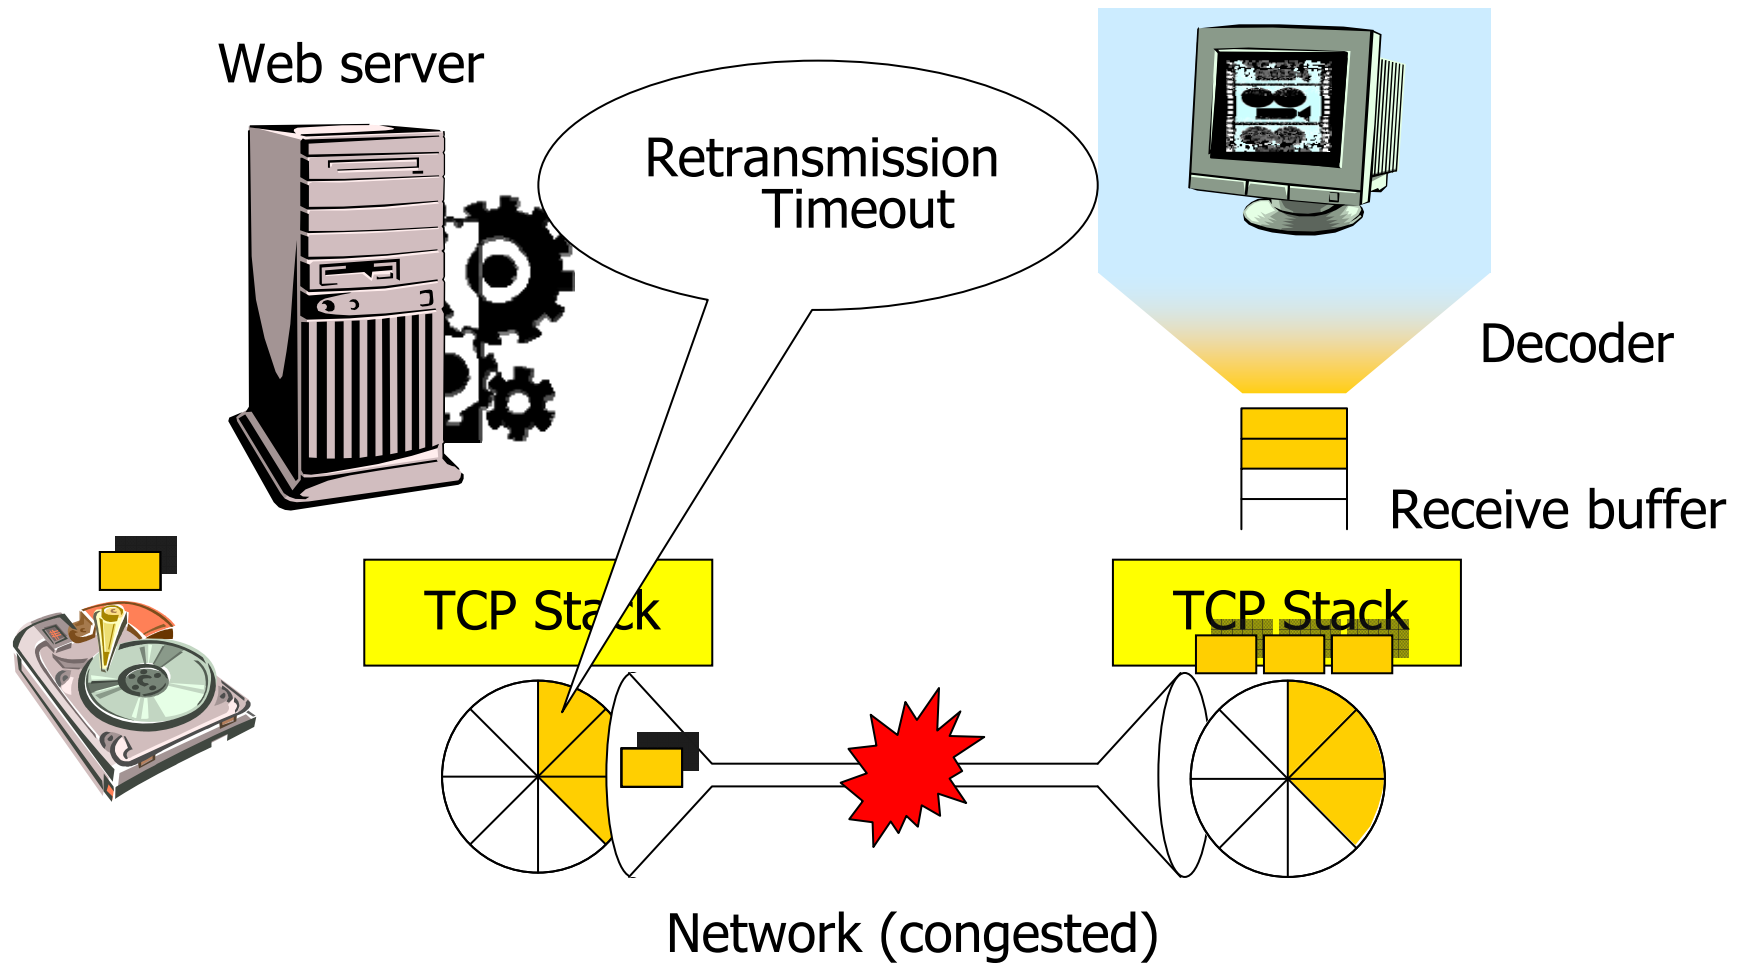 Web server
Retransmission
Timeout
Decoder
Receive buffer
TCP Stack
TCP Stack
Network (congested)